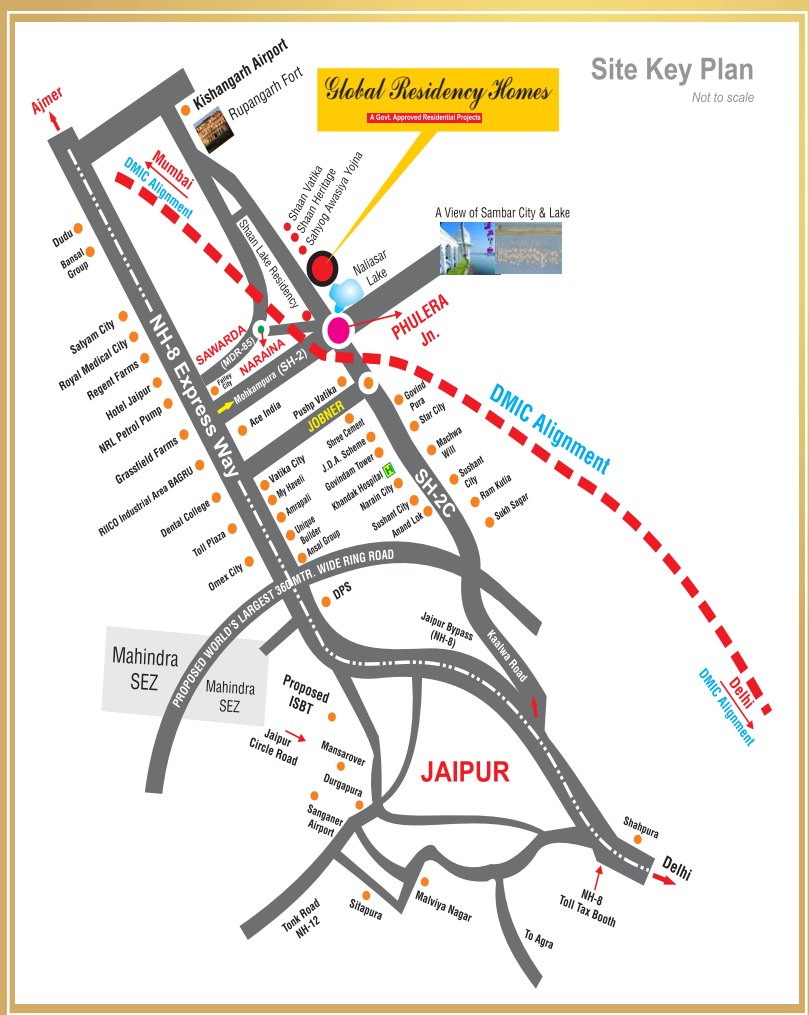 Site Key Plan
Not to scale
Global Residency Homes
A Govt. Approved Residential Projects
Ajmer
Kishangarh Airport
Rupangarh Fort
Mumbai
DMIC Alignment
Shaan Vatika
Shaan Heritage
Sahyog Awasiya Yojna
A View of Sambar City & Lake
Dudu
Bansal
Group
Shaan Lake Residency
Naliasar
Lake
PHULERA
Jn.
SAWARDA
(MDR-85)
NARAINA
Satyam City
Royal Medical City
Regent Farms
Hotel Jaipur
NRL Petrol Pump
Grassfield Farms
RIICO Industrial Area BAGRU
Dental College
Toll Plaza
Omex City
NH-8 Express Way
Mohkampura (SH-2)
Ace India
Pushp Vatika
JOBNER
DMIC Alignment
Govind
Pura
Star City
Machwa
Will
Sushant
City
Ram Kutia
Sukh Sagar
Shree Cement
J.D.A. Scheme
Govindam Tower
Khandak Hospital
H
Narain City
Sushant City
Anand Lok
SH-2C
Vatika City
My Haveli
Amrapali
Unique
Builder
Ansal Group
PROPOSED WORLD'S LARGEST 360 MTR. WIDE RING ROAD
DPS
Jaipur Bypass
(NH-8)
Kaalwa Road
Mahindra
SEZ
Mahindra
SEZ
Proposed
ISBT
Jaipur
Circle Road
Mansarover
Durgapura
Sanganer
Airport
JAIPUR
Delhi
DMIC Alignment
Shahpura
Delhi
NH-8
Toll Tax Booth
Tonk Road
NH-12
Sitapura
Malviya Nagar
To Agra